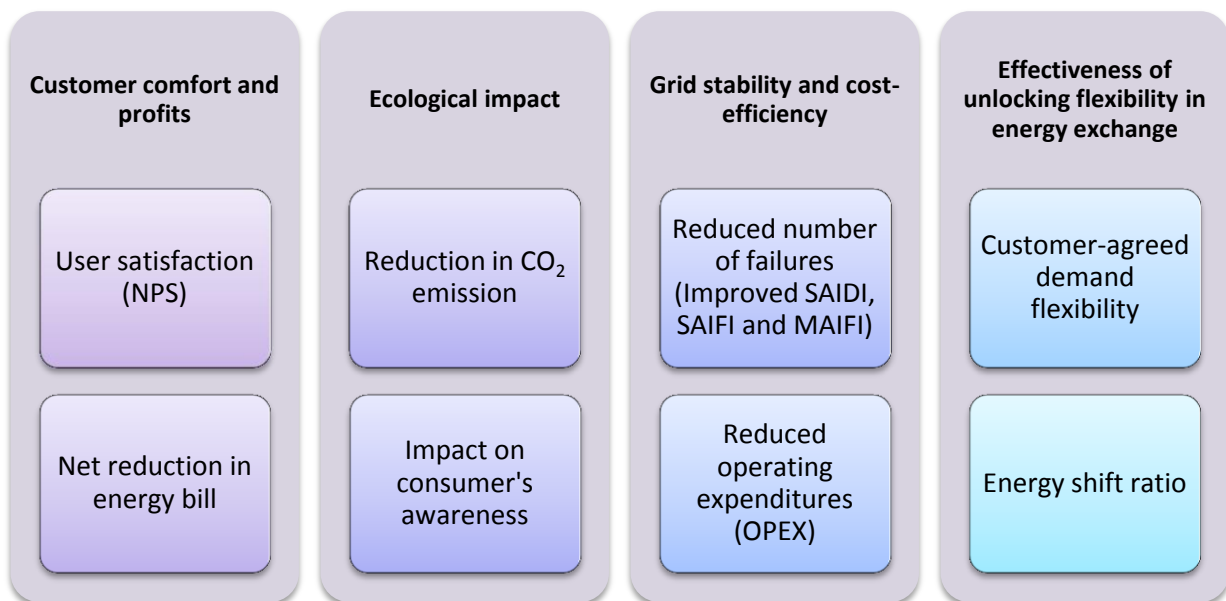 Customer comfort and
profits
User satisfaction
(NPS)
Net reduction in
energy bill
Ecological impact
Reduction in CO₂
emission
Impact on
consumer's
awareness
Grid stability and cost-
efficiency
Reduced number
of failures
(Improved SAIDI,
SAIFI and MAIFI)
Reduced
operating
expenditures
(OPEX)
Effectiveness of
unlocking flexibility in
energy exchange
Customer-agreed
demand
flexibility
Energy shift ratio